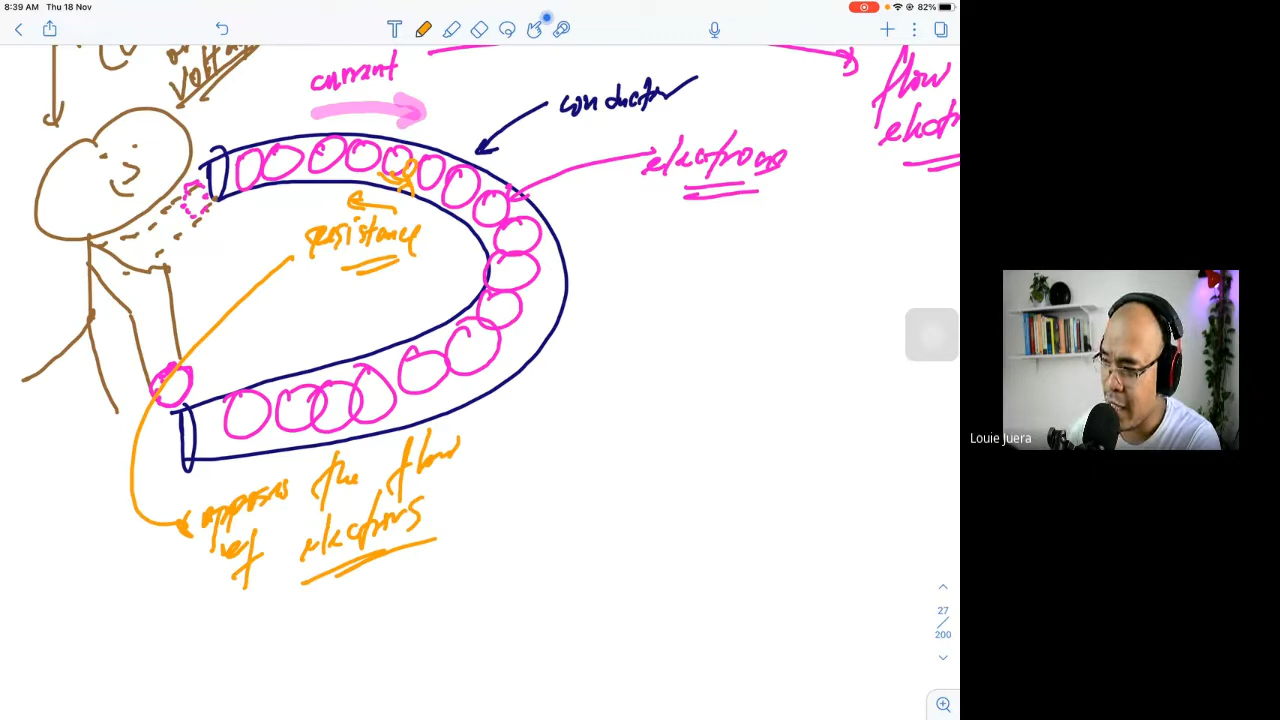 8:39 AM Thu 18 Nov
82%
T
voltage
current
conductor
flow
electrons
resistance
opposes the flow
of electrons
27
/
200
Louie Juera